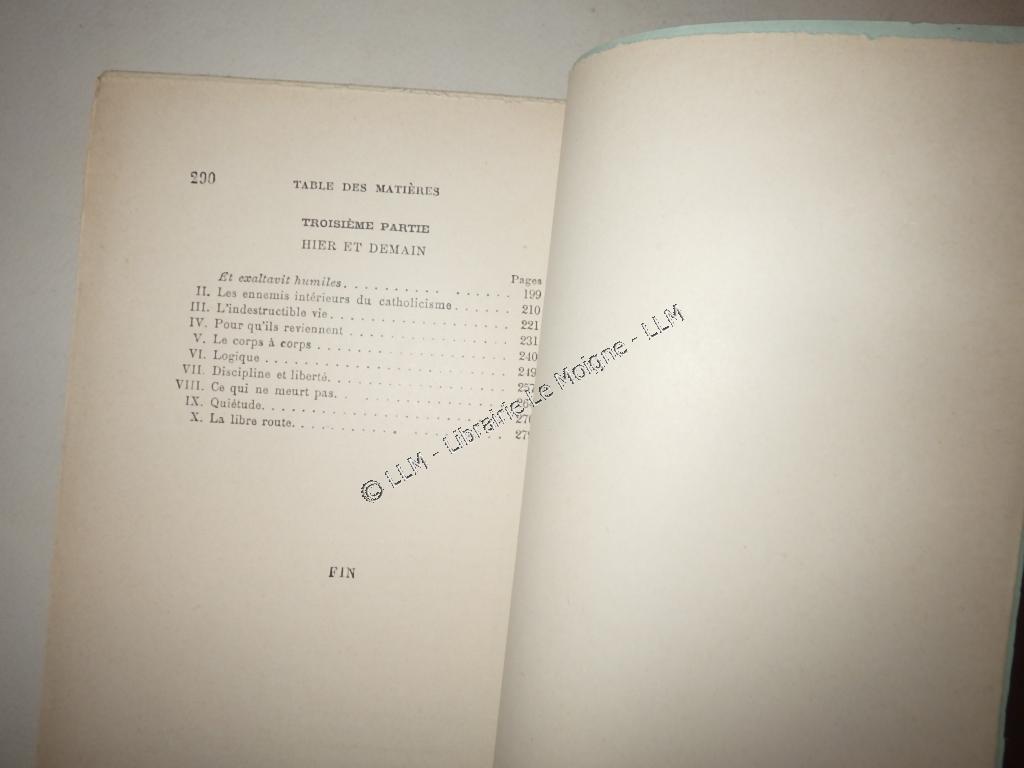 290
TABLE DES MATIÈRES
TROISIÈME PARTIE
HIER ET DEMAIN
Pages
Et exaltavit humiles. . . . . . . . . . . . . . . . 199
II. Les ennemis intérieurs du catholicisme . . . . . . 210
III. L'indestructible vie. . . . . . . . . . . . . . . . 221
IV. Pour qu'ils reviennent . . . . . . . . . . . . . . 231
V. Le corps à corps . . . . . . . . . . . . . . . . 240
VI. Logique . . . . . . . . . . . . . . . . . . . . 249
VII. Discipline et liberté. . . . . . . . . . . . . . . 257
VIII. Ce qui ne meurt pas. . . . . . . . . . . . . . .
IX. Quiétude. . . . . . . . . . . . . . . . . . . . 270
X. La libre route. . . . . . . . . . . . . . . . . . 279
© LLM - Librairie Le Moigne - LLM
FIN